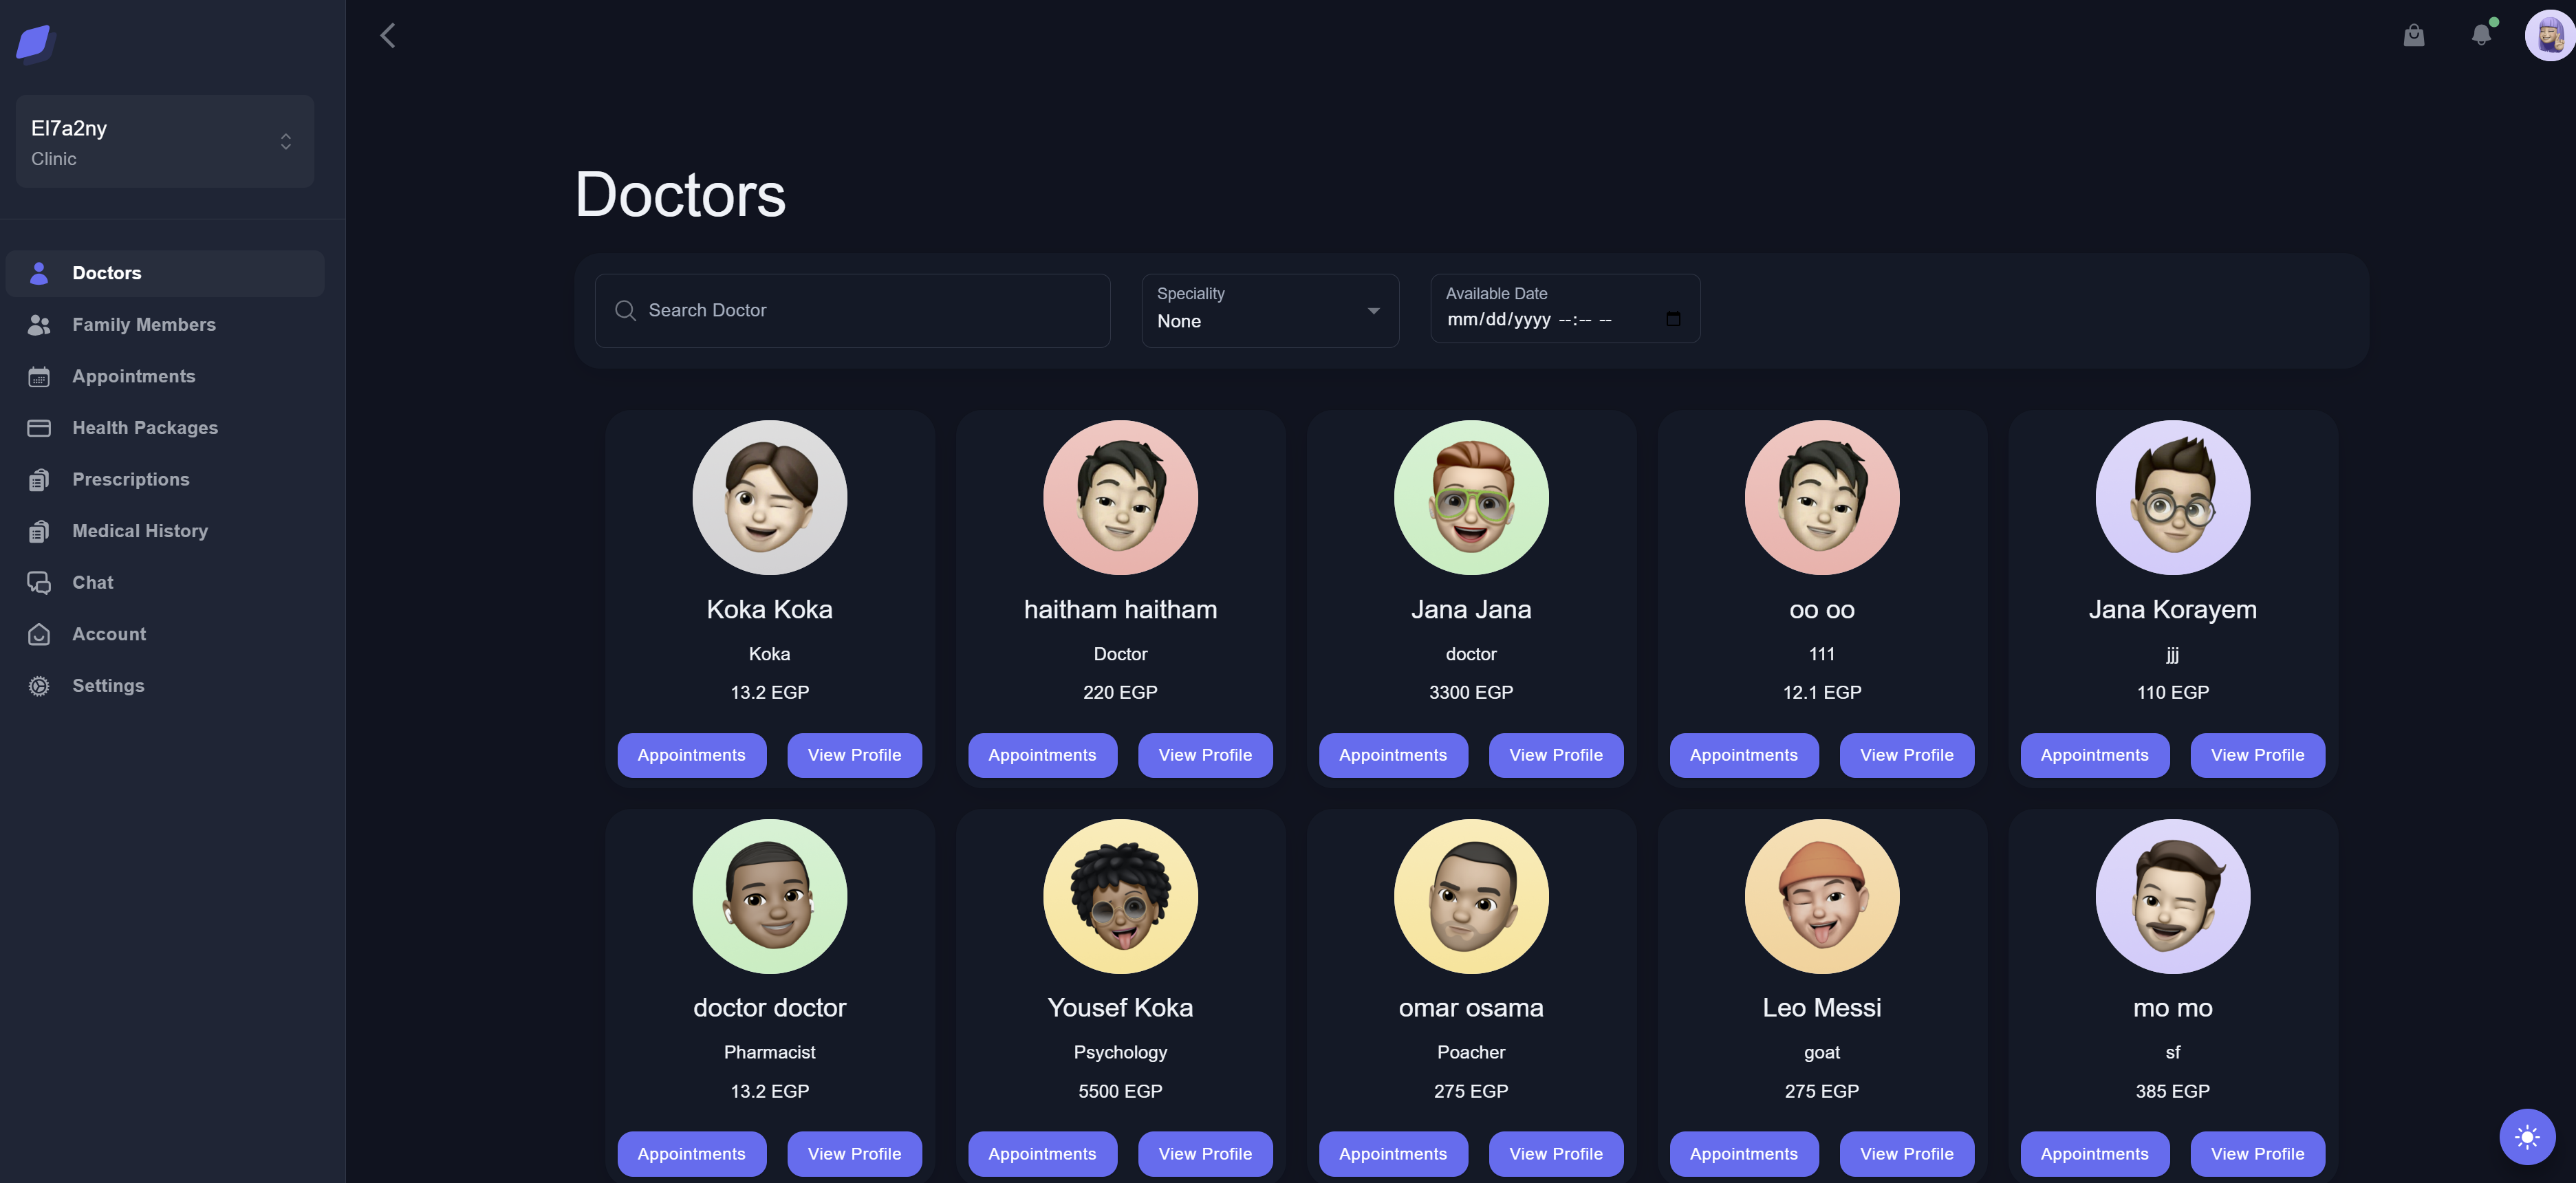 El7a2ny
Clinic
Doctors
Family Members
Appointments
Health Packages
Prescriptions
Medical History
Chat
Account
Settings
Doctors
Search Doctor
Speciality
None
Available Date
mm/dd/yyyy --:-- --
Koka Koka
Koka
13.2 EGP
Appointments View Profile
haitham haitham
Doctor
220 EGP
Appointments View Profile
Jana Jana
doctor
3300 EGP
Appointments View Profile
oo oo
111
12.1 EGP
Appointments View Profile
Jana Korayem
jjj
110 EGP
Appointments View Profile
doctor doctor
Pharmacist
13.2 EGP
Appointments View Profile
Yousef Koka
Psychology
5500 EGP
Appointments View Profile
omar osama
Poacher
275 EGP
Appointments View Profile
Leo Messi
goat
275 EGP
Appointments View Profile
mo mo
sf
385 EGP
Appointments View Profile